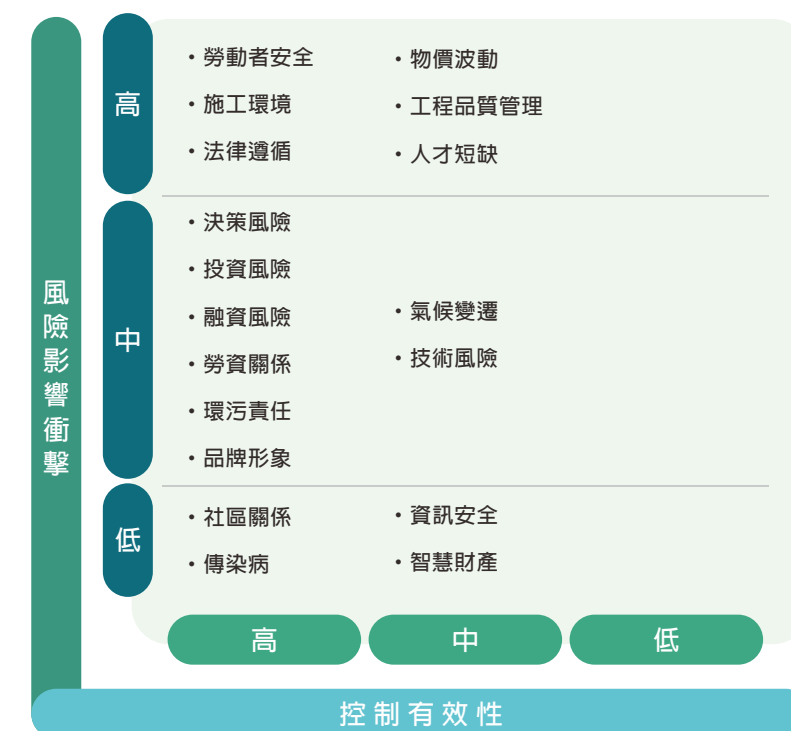 風險影響衝擊
高
・勞動者安全
・施工環境
・法律遵循
・物價波動
・工程品質管理
・人才短缺
中
・決策風險
・投資風險
・融資風險
・勞資關係
・環污責任
・品牌形象
・氣候變遷
・技術風險
低
・社區關係
・傳染病
・資訊安全
・智慧財產
高
中
低
控制有效性